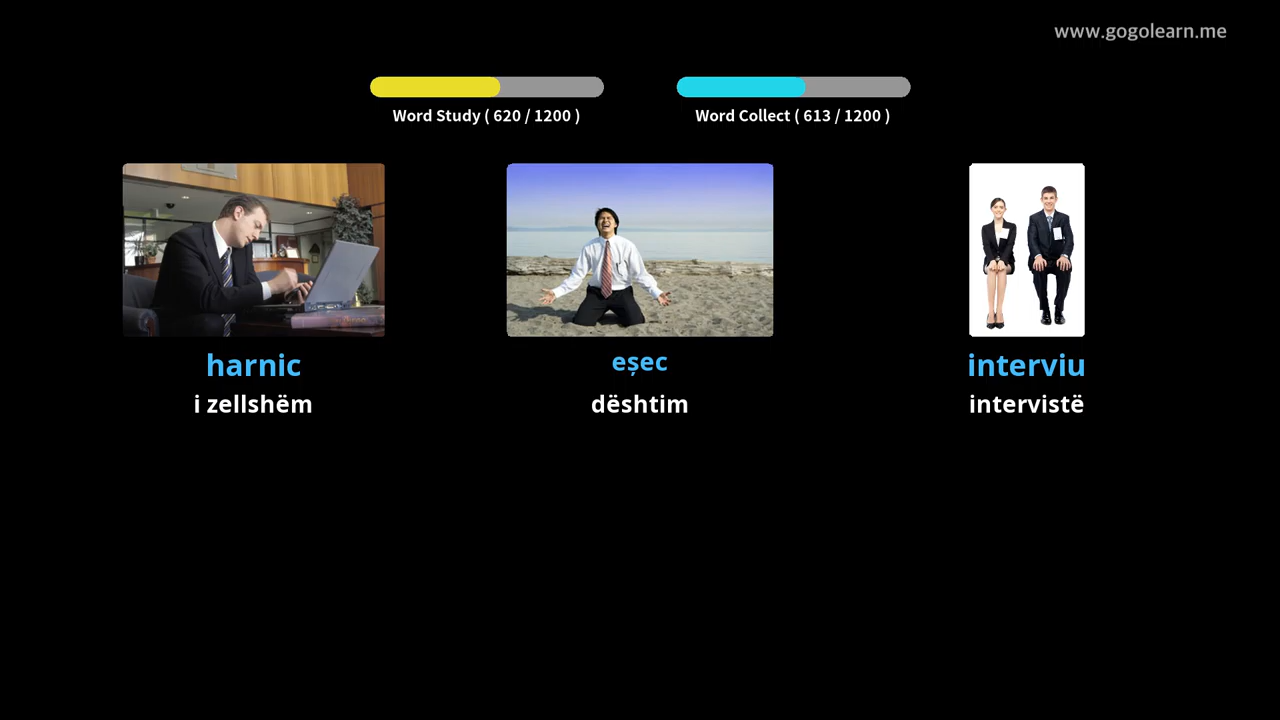 www.gogolearn.me
Word Study ( 620 / 1200 )
Word Collect ( 613 / 1200 )
harnic
eșec
interviu
i zellshëm
dështim
intervistë